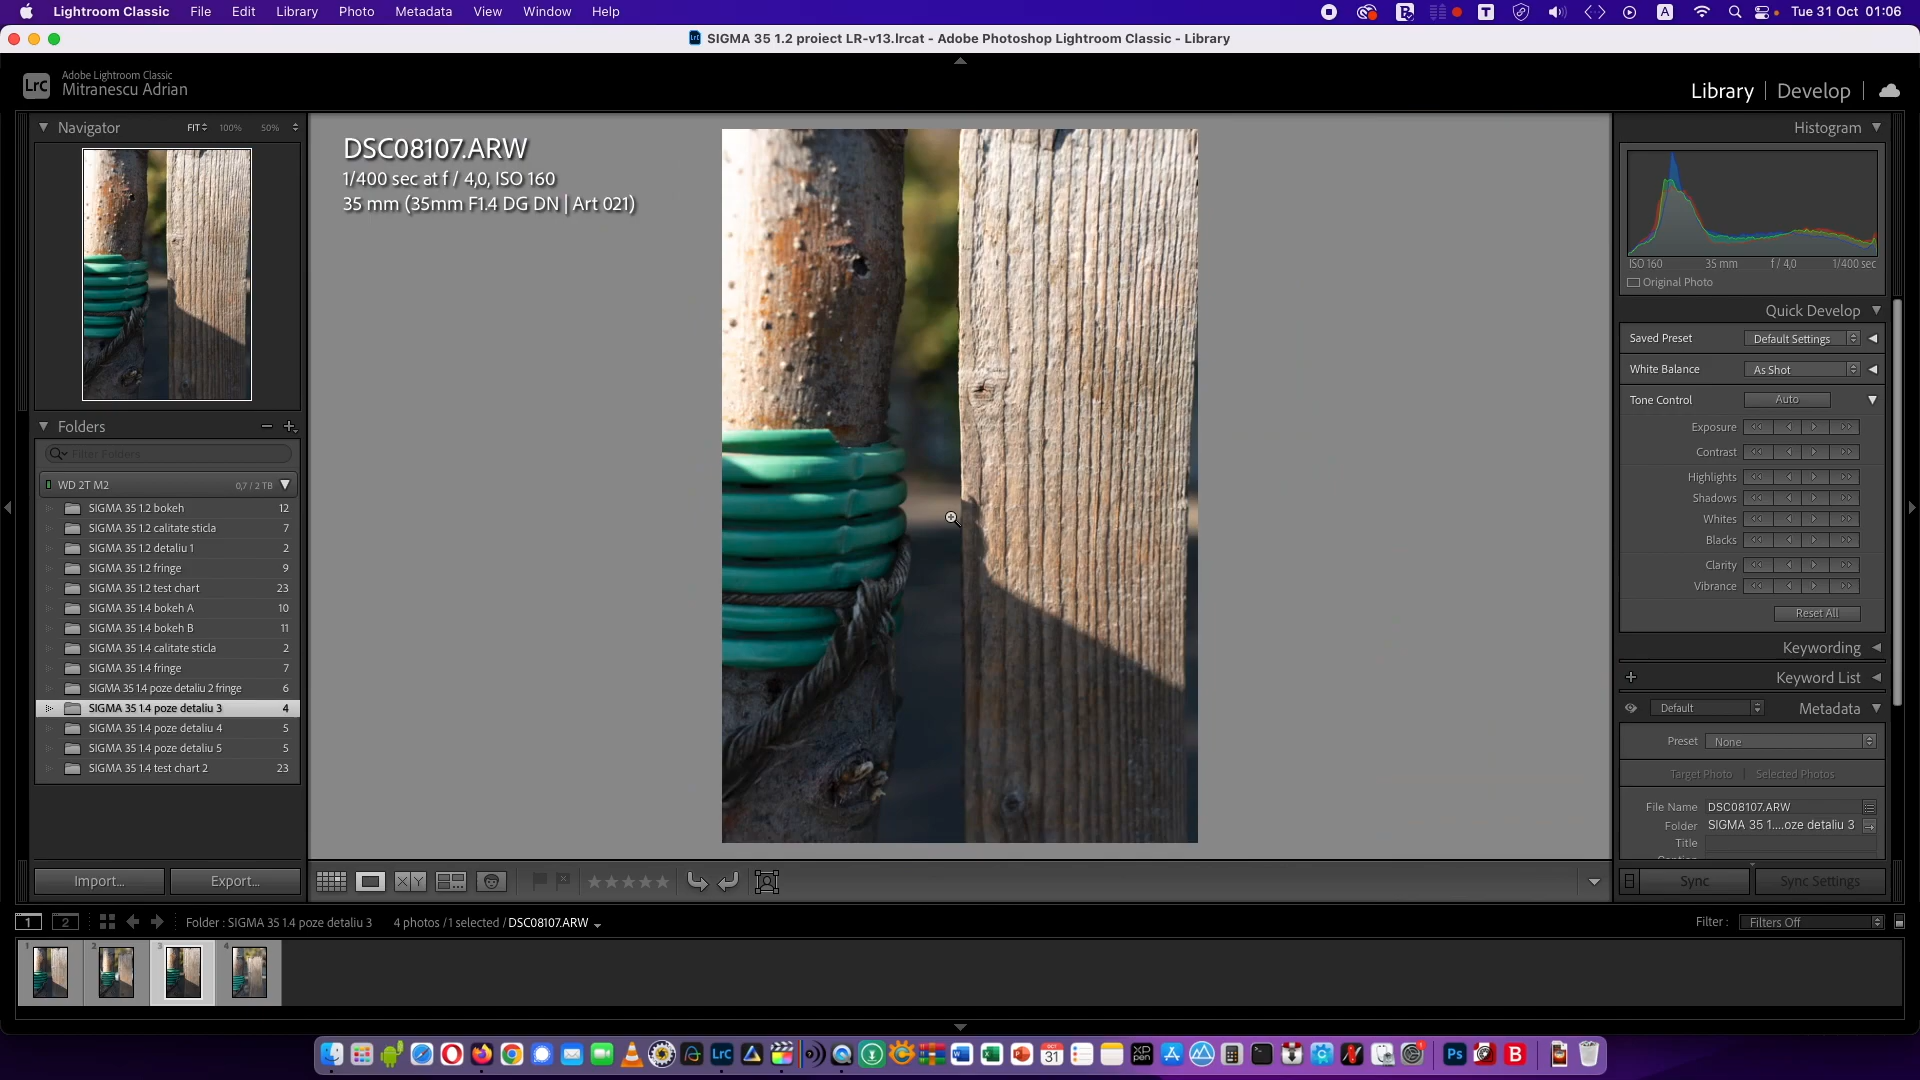 Lightroom Classic File Edit Library Photo Metadata View Window Help
T A Tue 31 Oct 01:06
SIGMA 35 1.2 proiect LR-v13.lrcat - Adobe Photoshop Lightroom Classic - Library
LrC
Adobe Lightroom Classic
Mitranescu Adrian
Library | Develop
Navigator FIT 100% 50%
Folders
Filter Folders
WD 2T M2 0,7 / 2 TB
SIGMA 35 1.2 bokeh 12
SIGMA 35 1.2 calitate sticla 7
SIGMA 35 1.2 detaliu 1 2
SIGMA 35 1.2 fringe 9
SIGMA 35 1.2 test chart 23
SIGMA 35 1.4 bokeh A 10
SIGMA 35 1.4 bokeh B 11
SIGMA 35 1.4 calitate sticla 2
SIGMA 35 1.4 fringe 7
SIGMA 35 1.4 poze detaliu 2 fringe 6
SIGMA 35 1.4 poze detaliu 3 4
SIGMA 35 1.4 poze detaliu 4 5
SIGMA 35 1.4 poze detaliu 5 5
SIGMA 35 1.4 test chart 2 23
Import... Export...
DSC08107.ARW
1/400 sec at f / 4,0, ISO 160
35 mm (35mm F1.4 DG DN | Art 021)
Histogram
ISO 160 35 mm f / 4,0 1/400 sec
Original Photo
Quick Develop
Saved Preset Default Settings
White Balance As Shot
Tone Control Auto
Exposure
Contrast
Highlights
Shadows
Whites
Blacks
Clarity
Vibrance
Reset All
Keywording
Keyword List
Default Metadata
Preset None
Target Photo Selected Photos
File Name DSC08107.ARW
Folder SIGMA 35 1....oze detaliu 3
Title
Sync Sync Settings
X Y
1 2 Folder : SIGMA 35 1.4 poze detaliu 3 4 photos / 1 selected / DSC08107.ARW Filter : Filters Off
1 2 3 4
LrC W X P OCT 31 XP PEN Ps B